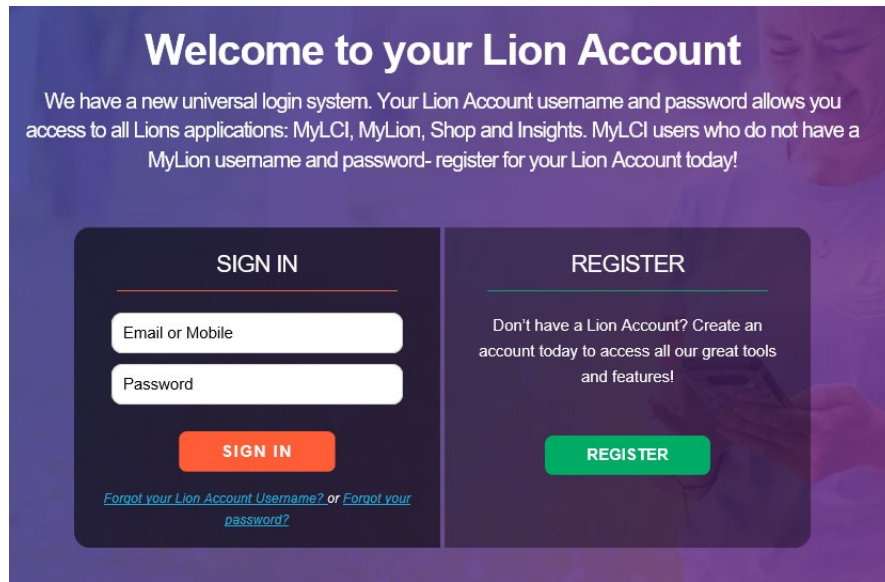 Welcome to your Lion Account
We have a new universal login system. Your Lion Account username and password allows you
access to all Lions applications: MyLCI, MyLion, Shop and Insights. MyLCI users who do not have a
MyLion username and password- register for your Lion Account today!
SIGN IN
Email or Mobile
Password
SIGN IN
Forgot your Lion Account Username? or Forgot your
password?
REGISTER
Don't have a Lion Account? Create an
account today to access all our great tools
and features!
REGISTER